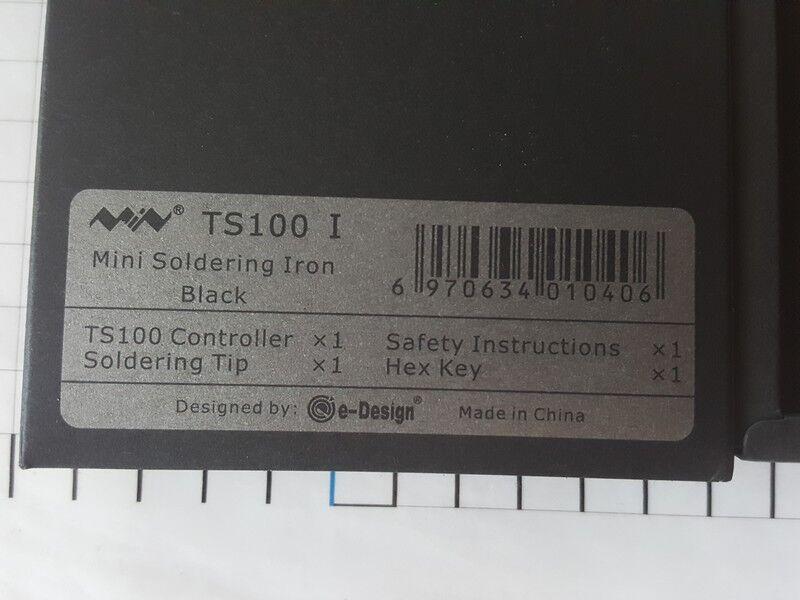 MiNi® TS100 I
Mini Soldering Iron
Black
6 970634 010406
TS100 Controller ×1
Soldering Tip ×1
Safety Instructions ×1
Hex Key ×1
Designed by: e-Design® Made in China